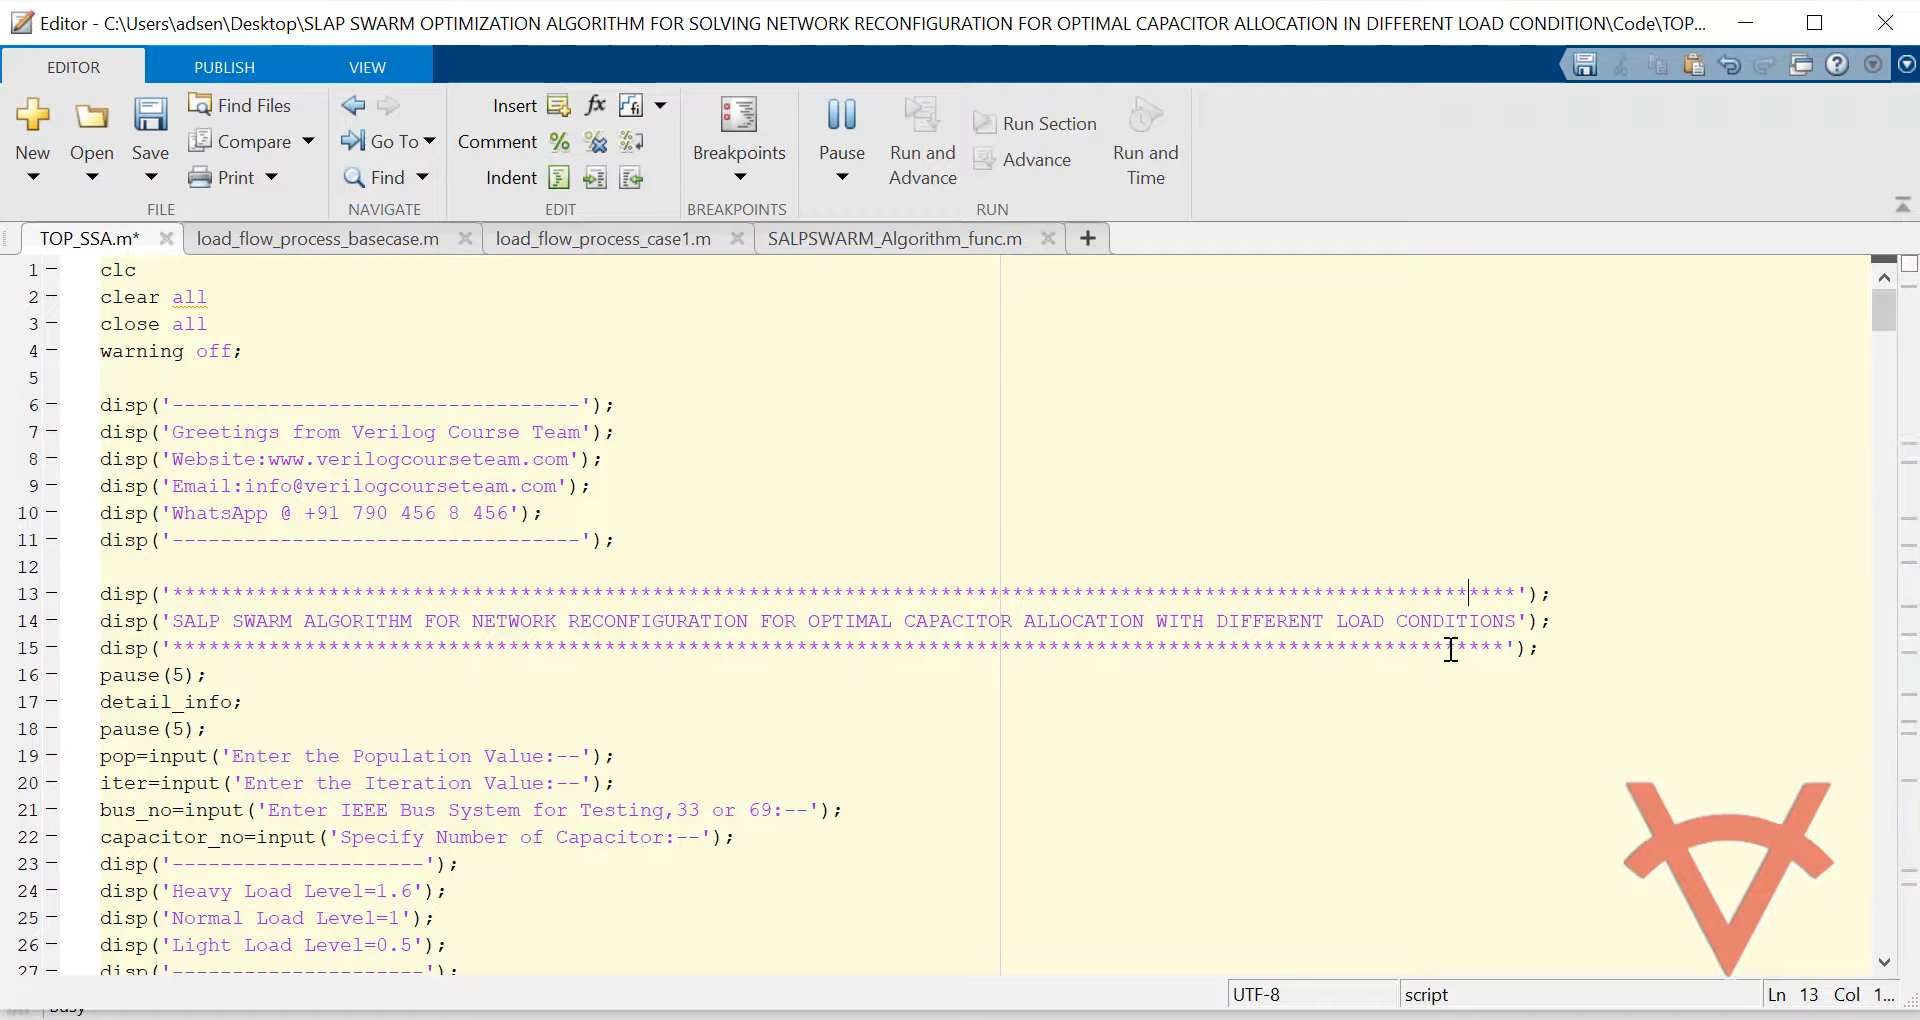 Editor - C:\Users\adsen\Desktop\SLAP SWARM OPTIMIZATION ALGORITHM FOR SOLVING NETWORK RECONFIGURATION FOR OPTIMAL CAPACITOR ALLOCATION IN DIFFERENT LOAD CONDITION\Code\TOP...
EDITOR PUBLISH VIEW
New Open Save Find Files Compare Print
Go To Find
Insert fx
Comment
Indent
Breakpoints
Pause Run and Advance Run Section Advance Run and Time
FILE NAVIGATE EDIT BREAKPOINTS RUN
TOP_SSA.m* load_flow_process_basecase.m load_flow_process_case1.m SALPSWARM_Algorithm_func.m
1 clc
2 clear all
3 close all
4 warning off;
5
6 disp('----------------------------------');
7 disp('Greetings from Verilog Course Team');
8 disp('Website:www.verilogcourseteam.com');
9 disp('Email:info@verilogcourseteam.com');
10 disp('WhatsApp @ +91 790 456 8 456');
11 disp('----------------------------------');
12
13 disp('****************************************************************************************************************');
14 disp('SALP SWARM ALGORITHM FOR NETWORK RECONFIGURATION FOR OPTIMAL CAPACITOR ALLOCATION WITH DIFFERENT LOAD CONDITIONS');
15 disp('***************************************************************************************************************');
16 pause(5);
17 detail_info;
18 pause(5);
19 pop=input('Enter the Population Value:--');
20 iter=input('Enter the Iteration Value:--');
21 bus_no=input('Enter IEEE Bus System for Testing,33 or 69:--');
22 capacitor_no=input('Specify Number of Capacitor:--');
23 disp('---------------------');
24 disp('Heavy Load Level=1.6');
25 disp('Normal Load Level=1');
26 disp('Light Load Level=0.5');
27 disp('---------------------');
UTF-8 script Ln 13 Col 1...
Busy